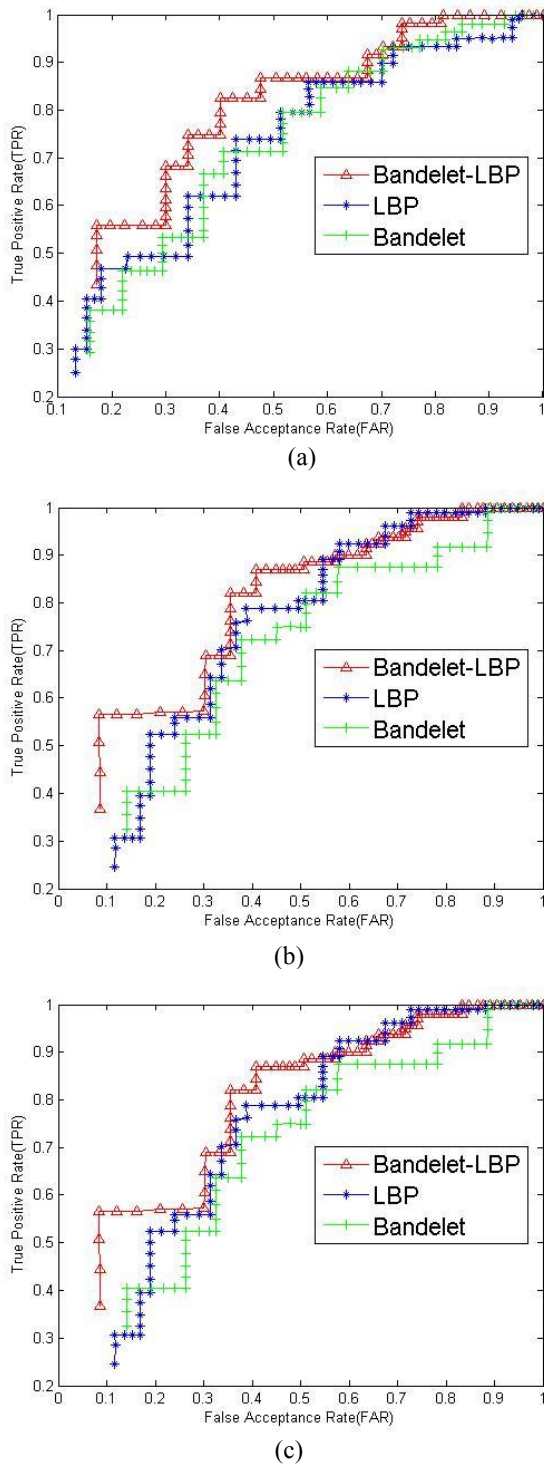 1
0.9
0.8
0.7
0.6
0.5
0.4
0.3
0.2
True Positive Rate(TPR)
Bandelet-LBP
LBP
Bandelet
0.1 0.2 0.3 0.4 0.5 0.6 0.7 0.8 0.9 1
False Acceptance Rate(FAR)
(a)
1
0.9
0.8
0.7
0.6
0.5
0.4
0.3
0.2
True Positive Rate(TPR)
Bandelet-LBP
LBP
Bandelet
0 0.1 0.2 0.3 0.4 0.5 0.6 0.7 0.8 0.9 1
False Acceptance Rate(FAR)
(b)
1
0.9
0.8
0.7
0.6
0.5
0.4
0.3
0.2
True Positive Rate(TPR)
Bandelet-LBP
LBP
Bandelet
0 0.1 0.2 0.3 0.4 0.5 0.6 0.7 0.8 0.9 1
False Acceptance Rate(FAR)
(c)